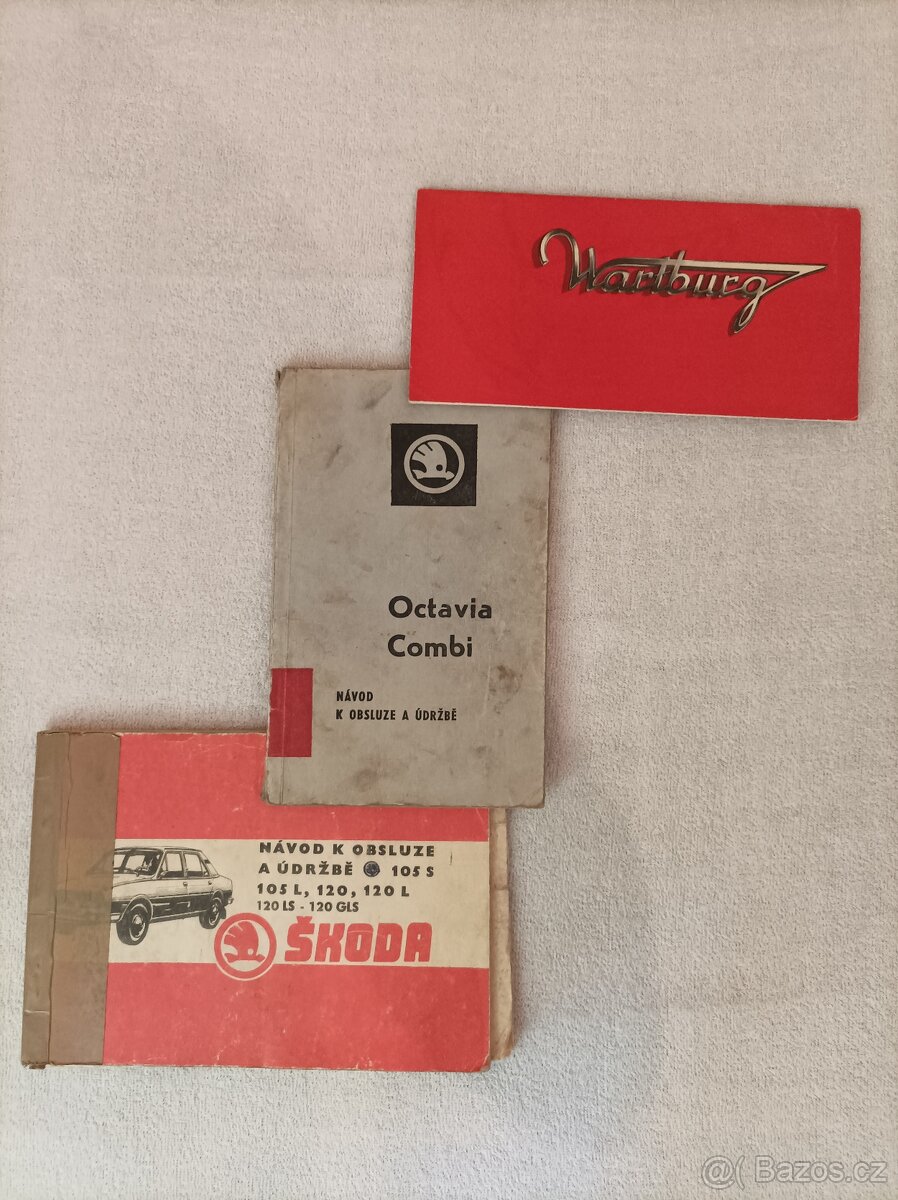 Wartburg
Octavia
Combi
NÁVOD
K OBSLUZE A ÚDRŽBĚ
NÁVOD K OBSLUZE
A ÚDRŽBĚ 105 S
105 L, 120, 120 L
120 LS - 120 GLS
ŠKODA
@( Bazos.cz